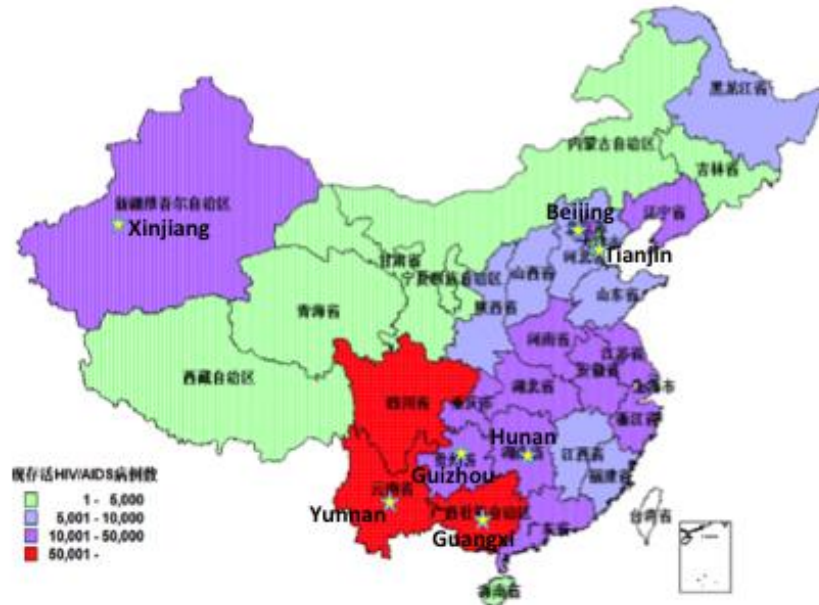 黑龙江省
内蒙古自治区
吉林省
新疆维吾尔自治区
Xinjiang
Beijing
辽宁省
Tianjin
河北省
甘肃省
宁夏回族自治区
山西省
山东省
青海省
陕西省
西藏自治区
河南省
江苏省
安徽省
上海市
四川省
湖北省
重庆市
浙江省
Hunan
江西省
福建省
Guizhou
云南省
Yunnan
广西壮族自治区
Guangxi
广东省
台湾省
海南省
现存活HIV/AIDS病例数
1 - 5,000
5,001 - 10,000
10,001 - 50,000
50,001 -